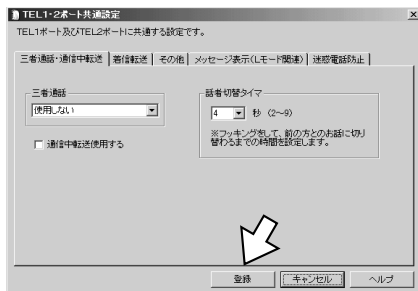 TEL1・2ポート共通設定
TEL1ポート及びTEL2ポートに共通する設定です。
三者通話・通信中転送 着信転送 その他 メッセージ表示(Lモード関連) 迷惑電話防止
三者通話
使用しない
通信中転送使用する
話者切替タイマ
4 秒 (2~9)
※フッキングをして、前の方とのお話に切り
替わるまでの時間を設定します。
登録 キャンセル ヘルプ